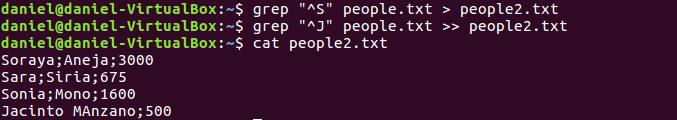 daniel@daniel-VirtualBox:~$ grep "^S" people.txt > people2.txt
daniel@daniel-VirtualBox:~$ grep "^J" people.txt >> people2.txt
daniel@daniel-VirtualBox:~$ cat people2.txt
Soraya;Aneja;3000
Sara;Siria;675
Sonia;Mono;1600
Jacinto MAnzano;500